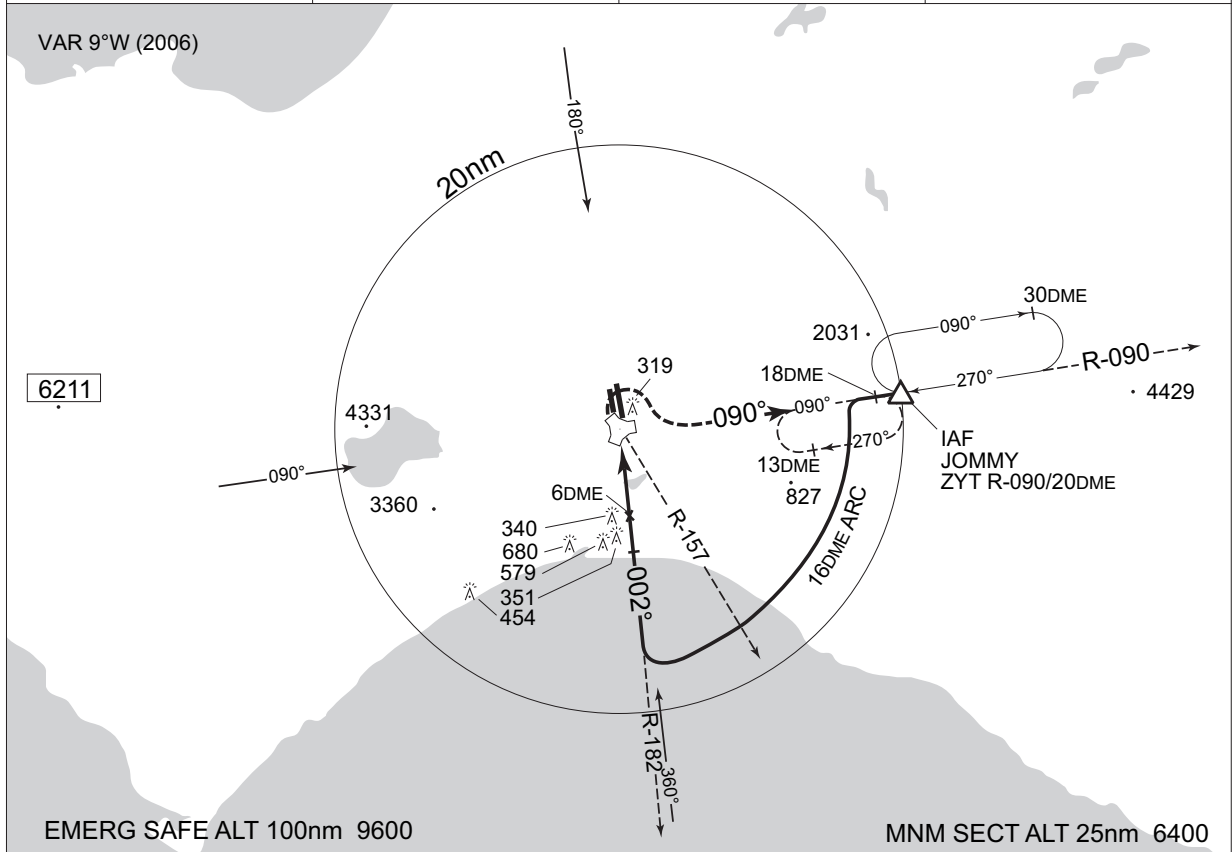 VAR 9°W (2006)
180°
20nm
30DME
090°
2031
R-090
319
18DME
270°
6211
4429
4331
090°
090°
IAF
JOMMY
ZYT R-090/20DME
270°
13DME
827
090°
6DME
3360
340
R-157
680
579
16DME ARC
351
002°
454
R-182
360°
EMERG SAFE ALT 100nm 9600
MNM SECT ALT 25nm 6400